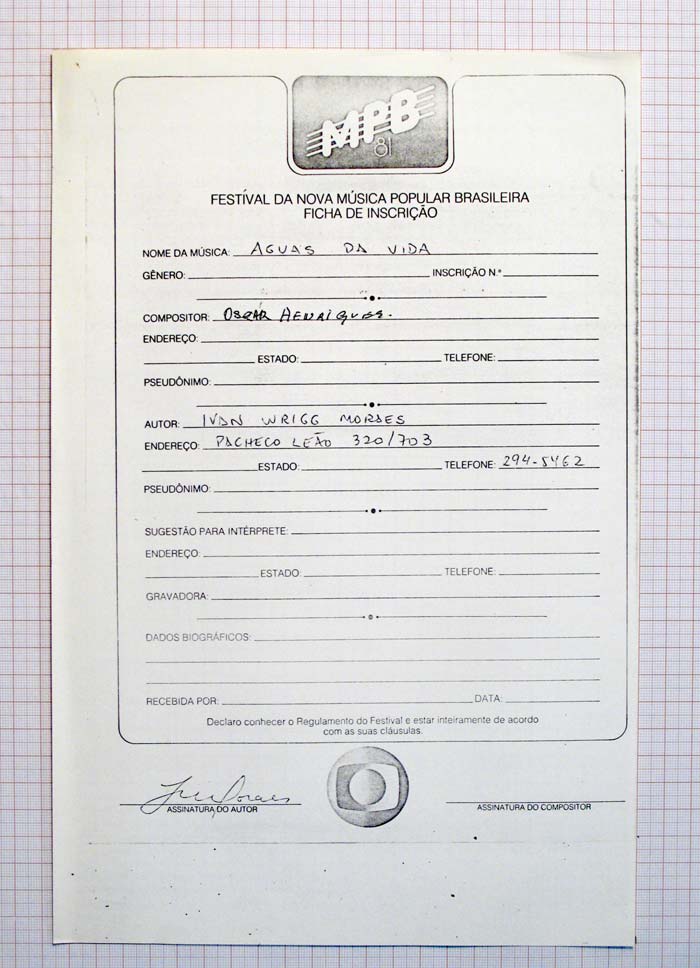 MPB
81
FESTÍVAL DA NOVA MÚSICA POPULAR BRASILEIRA
FICHA DE INSCRIÇÃO
NOME DA MÚSICA: AGUAS DA VIDA
GÊNERO: INSCRIÇÃO N.º
COMPOSITOR: OSCAR HENRIQUES.
ENDEREÇO:
ESTADO: TELEFONE:
PSEUDÔNIMO:
AUTOR: IVAN WRIGG MORAES
ENDEREÇO: PACHECO LEÃO 320/703
ESTADO: TELEFONE: 294-5462
PSEUDÔNIMO:
SUGESTÃO PARA INTÉRPRETE:
ENDEREÇO:
ESTADO: TELEFONE:
GRAVADORA:
DADOS BIOGRÁFICOS:
RECEBIDA POR: DATA:
Declaro conhecer o Regulamento do Festival e estar inteiramente de acordo
com as suas cláusulas.
ASSINATURA DO AUTOR ASSINATURA DO COMPOSITOR